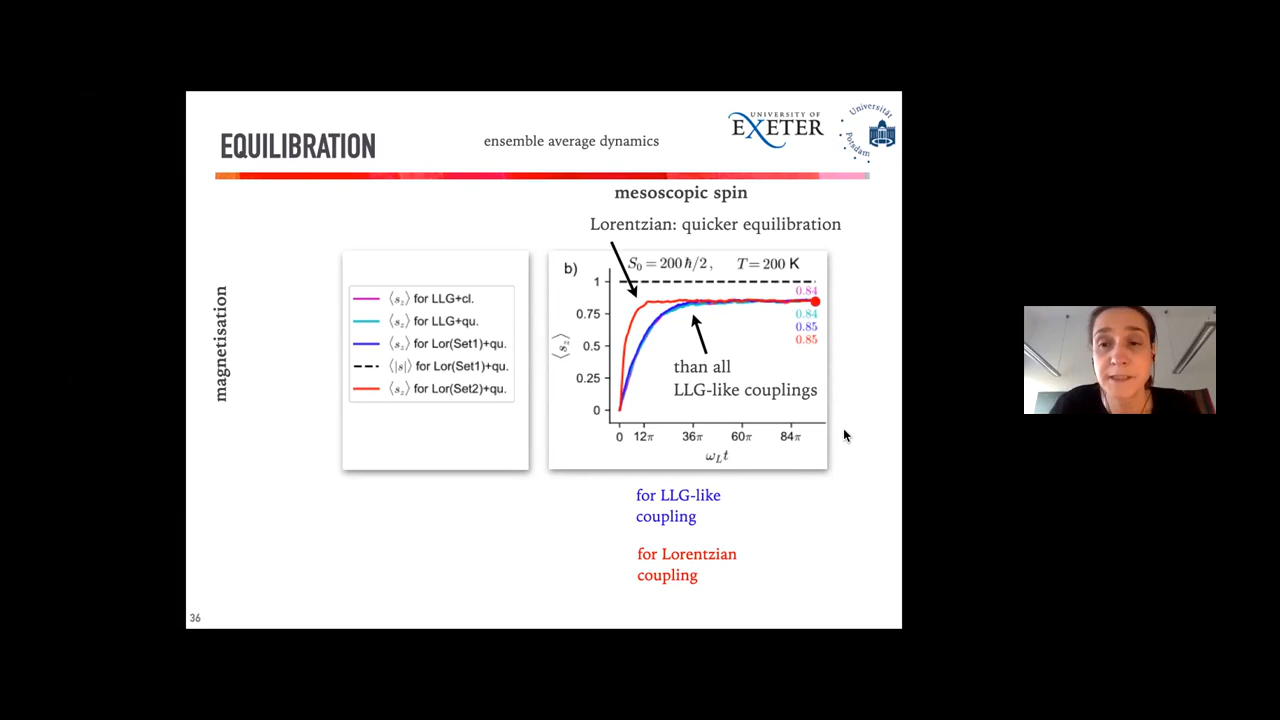 EQUILIBRATION
ensemble average dynamics
UNIVERSITY OF
EXETER
Universität
Potsdam
mesoscopic spin
Lorentzian: quicker equilibration
magnetisation
⟨s_z⟩ for LLG+cl.
⟨s_z⟩ for LLG+qu.
⟨s_z⟩ for Lor(Set1)+qu.
⟨|s|⟩ for Lor(Set1)+qu.
⟨s_z⟩ for Lor(Set2)+qu.
b)
S_0 = 200 ħ/2, T = 200 K
1
0.75
0.5
0.25
0
⟨s_z⟩
0.84
0.84
0.85
0.85
than all
LLG-like couplings
0 12π 36π 60π 84π
ω_L t
for LLG-like
coupling
for Lorentzian
coupling
36